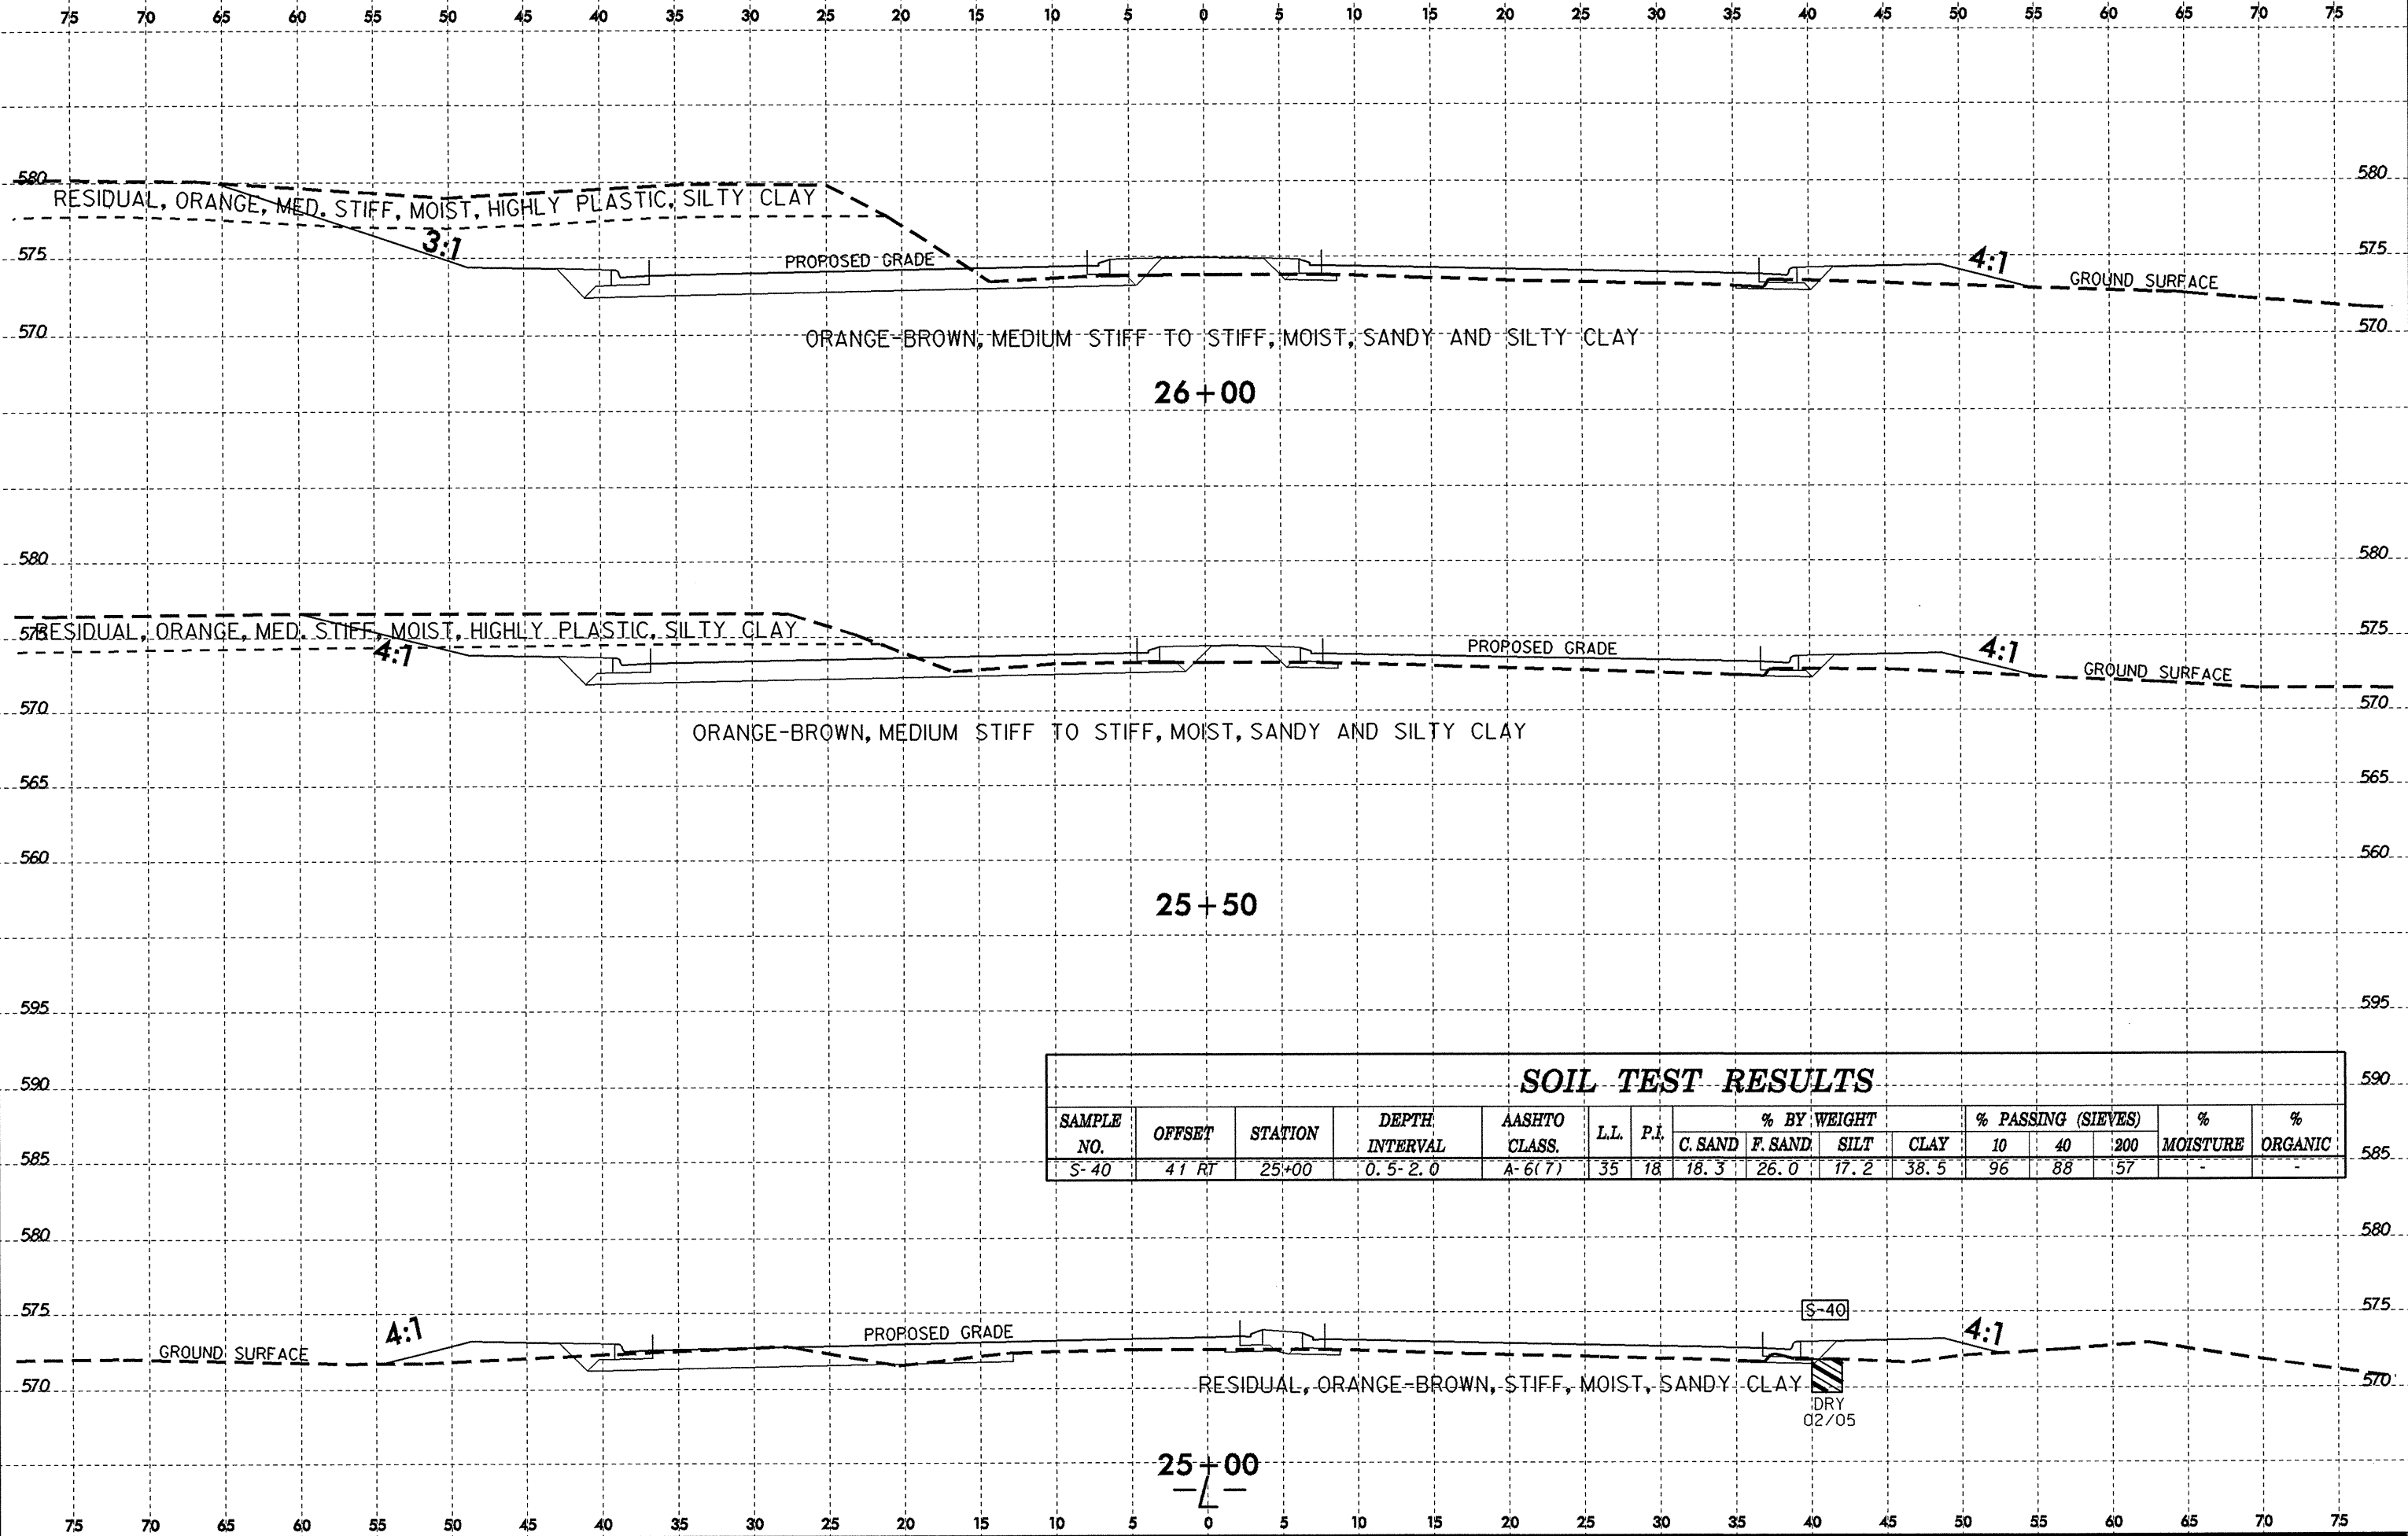 75 70 65 60 55 50 45 40 35 30 25 20 15 10 5 0 5 10 15 20 25 30 35 40 45 50 55 60 65 70 75
580 580
RESIDUAL, ORANGE, MED. STIFF, MOIST, HIGHLY PLASTIC, SILTY CLAY
3:1
575 PROPOSED GRADE 4:1 575
GROUND SURFACE
570 570
ORANGE-BROWN, MEDIUM STIFF TO STIFF, MOIST, SANDY AND SILTY CLAY
26+00
580 580
575 575
RESIDUAL, ORANGE, MED. STIFF, MOIST, HIGHLY PLASTIC, SILTY CLAY
4:1 PROPOSED GRADE 4:1
GROUND SURFACE
570 570
ORANGE-BROWN, MEDIUM STIFF TO STIFF, MOIST, SANDY AND SILTY CLAY
565 565
560 560
25+50
595 595
590 590
SOIL TEST RESULTS
SAMPLE NO. OFFSET STATION DEPTH INTERVAL AASHTO CLASS. L.L. P.I. % BY WEIGHT % PASSING (SIEVES) % MOISTURE % ORGANIC
C. SAND F. SAND SILT CLAY 10 40 200
S-40 41 RT 25+00 0.5-2.0 A-6(7) 35 18 18.3 26.0 17.2 38.5 96 88 57 - -
585 585
580 580
575 575
S-40
4:1 PROPOSED GRADE 4:1
GROUND SURFACE
570 570
RESIDUAL, ORANGE-BROWN, STIFF, MOIST, SANDY CLAY
DRY
02/05
25+00
-L-
75 70 65 60 55 50 45 40 35 30 25 20 15 10 5 0 5 10 15 20 25 30 35 40 45 50 55 60 65 70 75